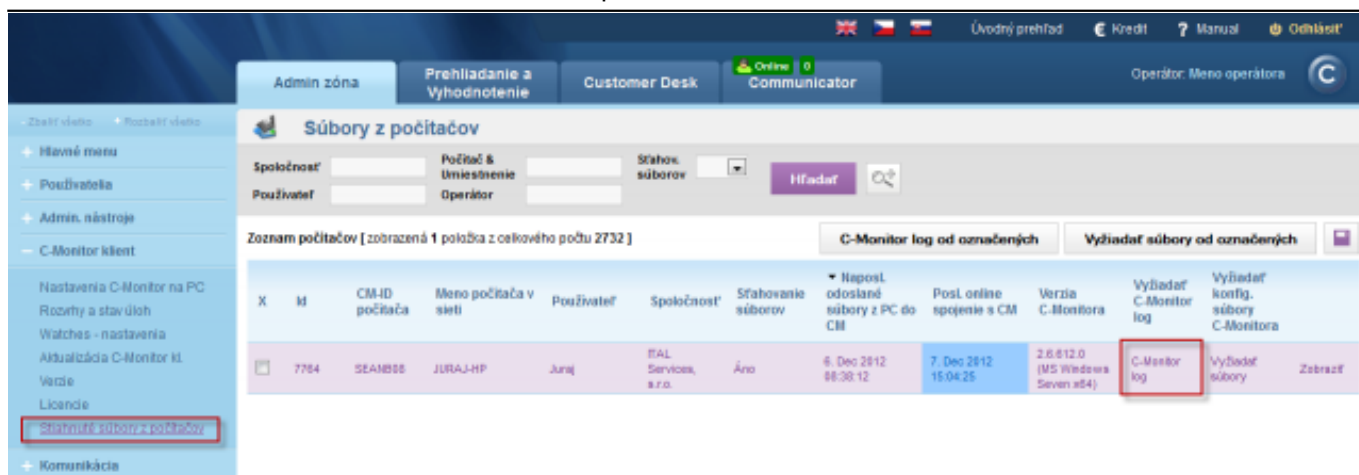 Úvodný prehľad € Kredit ? Manual Odhlásiť
Admin zóna
Prehliadanie a
Vyhodnotenie
Customer Desk
Online 0
Communicator
Operátor: Meno operátora
C
- Zbaliť všetko + Rozbaliť všetko
+ Hlavné menu
+ Používatelia
+ Admin. nástroje
− C-Monitor klient
Nastavenia C-Monitor na PC
Rozvrhy a stav úloh
Watches - nastavenia
Aktualizácia C-Monitor kl.
Verzie
Licencie
Stiahnuté súbory z počítačov
+ Komunikácia
Súbory z počítačov
Spoločnosť
Počítač &
Umiestnenie
Sťahov.
súborov
Používateľ
Operátor
Hľadať
Zoznam počítačov [ zobrazená 1 položka z celkového počtu 2732 ]
C-Monitor log od označených
Vyžiadať súbory od označených
X
Id
CM-ID
počítača
Meno počítača v
sieti
Používateľ
Spoločnosť
Sťahovanie
súborov
Naposl.
odoslané
súbory z PC do
CM
Posl. online
spojenie s CM
Verzia
C-Monitora
Vyžiadať
C-Monitor
log
Vyžiadať
konfig.
súbory
C-Monitora
7764
JURAJ-HP
Juraj
Services,
s.r.o.
Áno
6. Dec 2012
08:38:12
7. Dec 2012
15:04:25
2.6.612.0
(MS Windows
Seven x64)
C-Monitor
log
Vyžiadať
súbory
Zobraziť